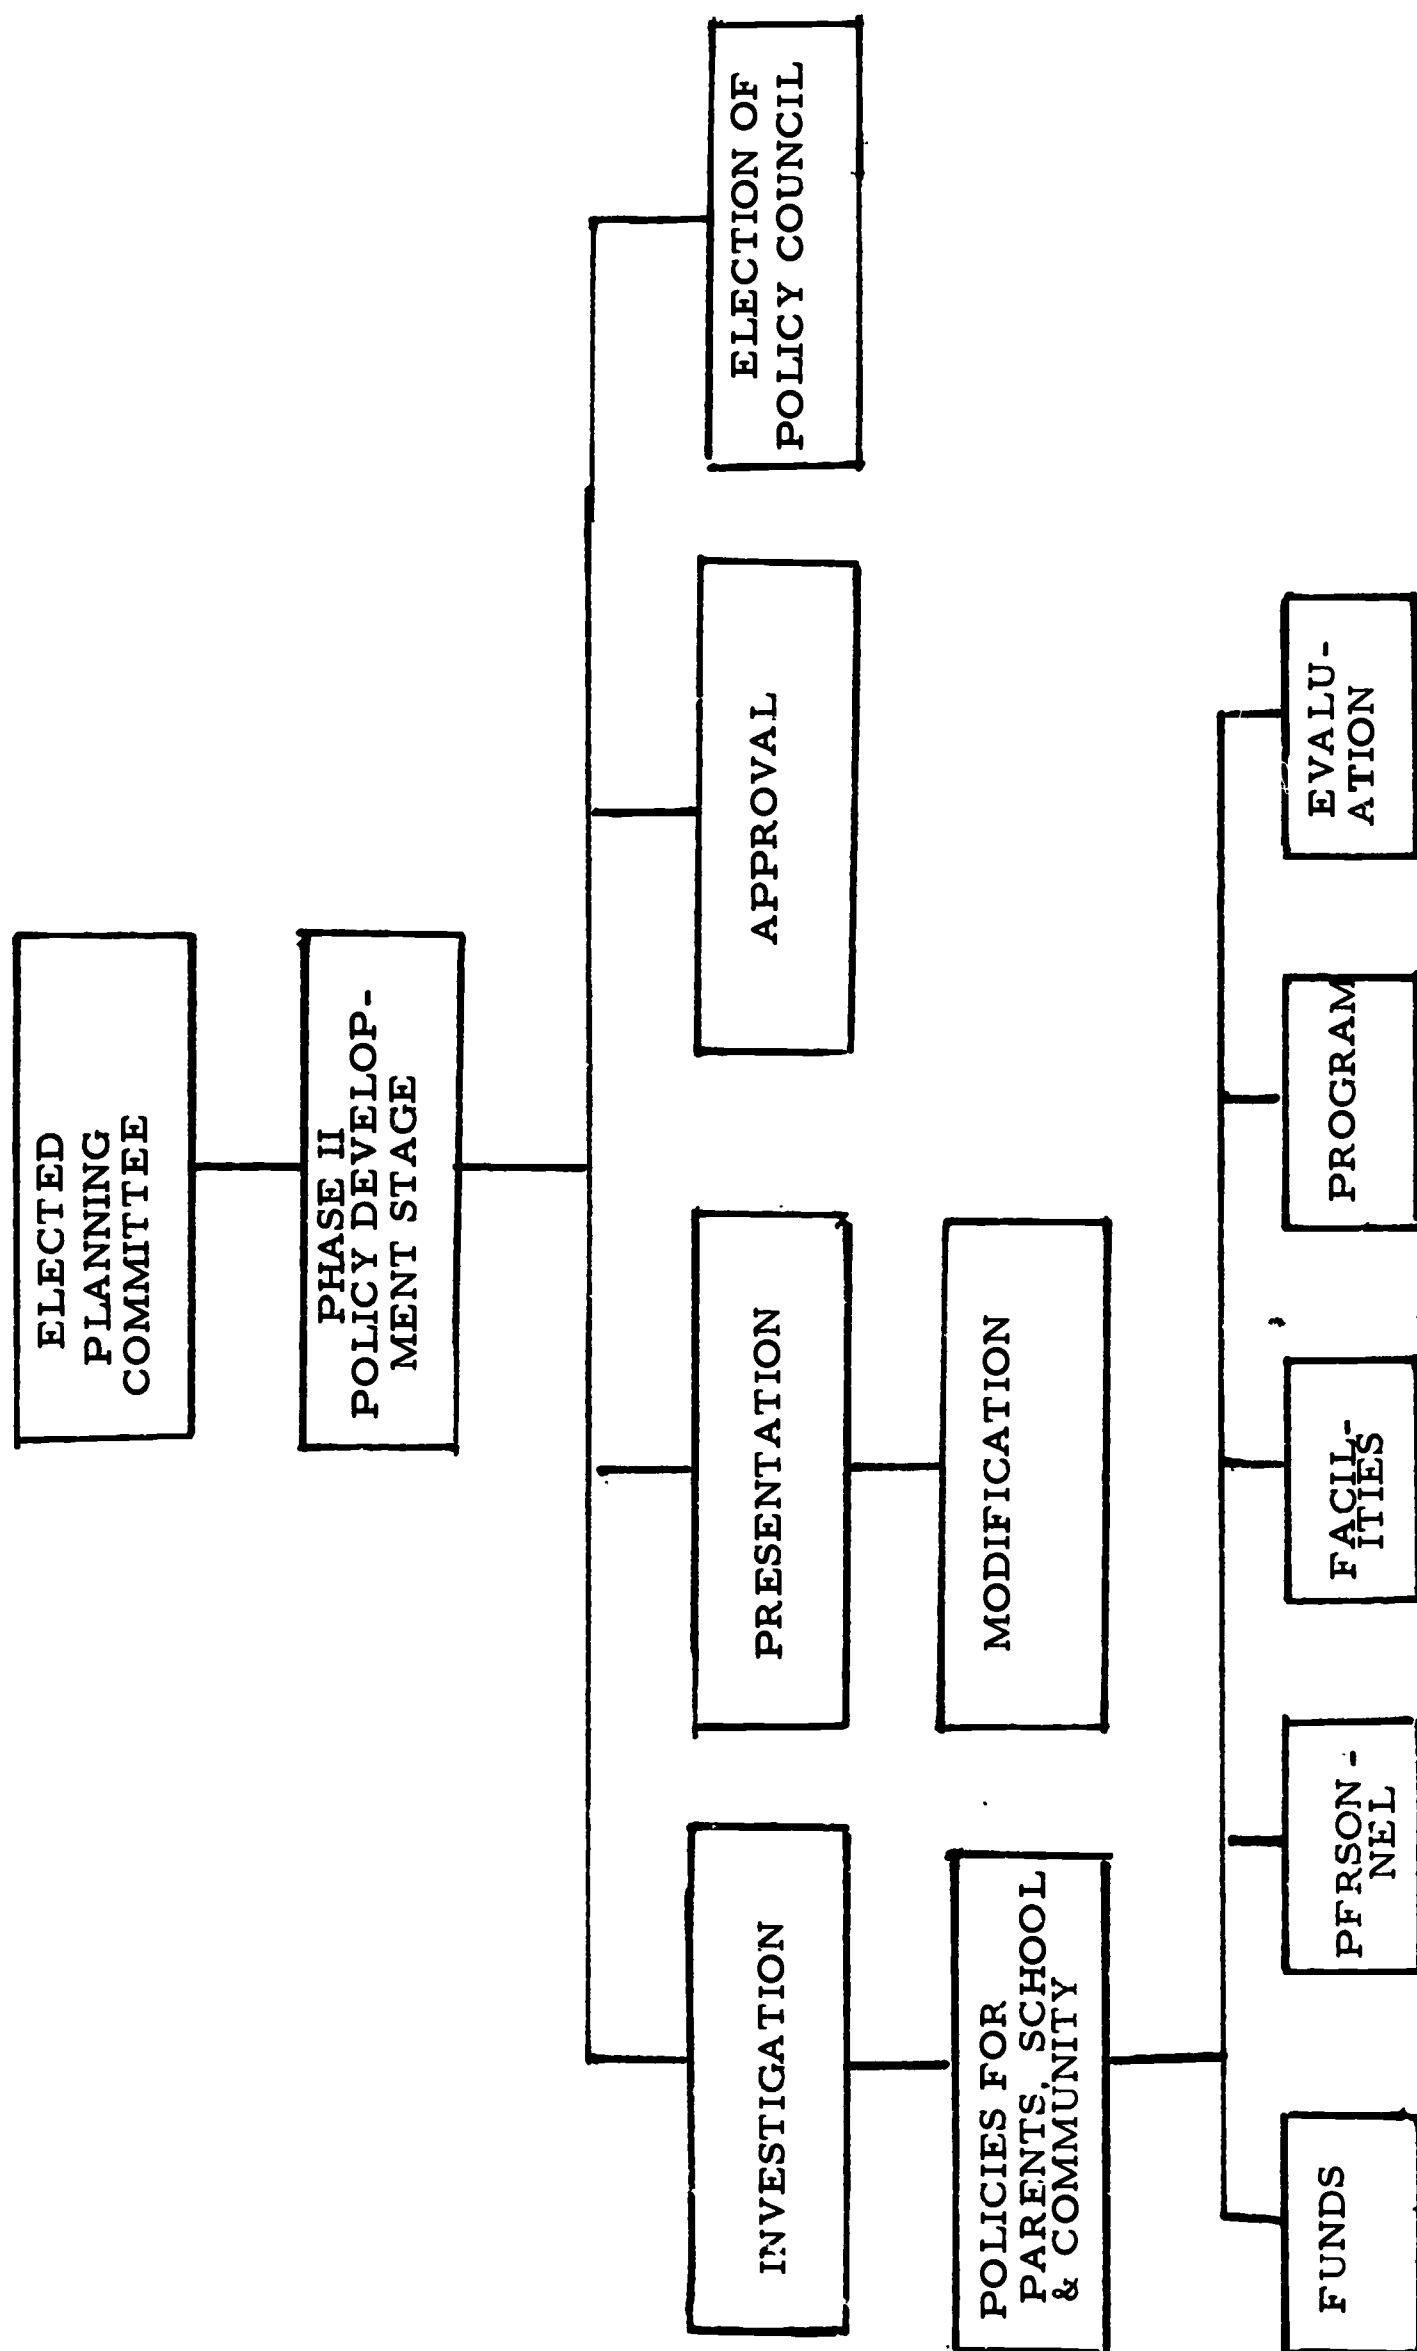 ELECTED
PLANNING
COMMITTEE
PHASE II
POLICY DEVELOP-
MENT STAGE
INVESTIGATION
PRESENTATION
APPROVAL
ELECTION OF
POLICY COUNCIL
POLICIES FOR
PARENTS, SCHOOL
& COMMUNITY
MODIFICATION
FUNDS
PFRSON-
NEL
FACIL-
ITIES
PROGRAM
EVALU-
ATION